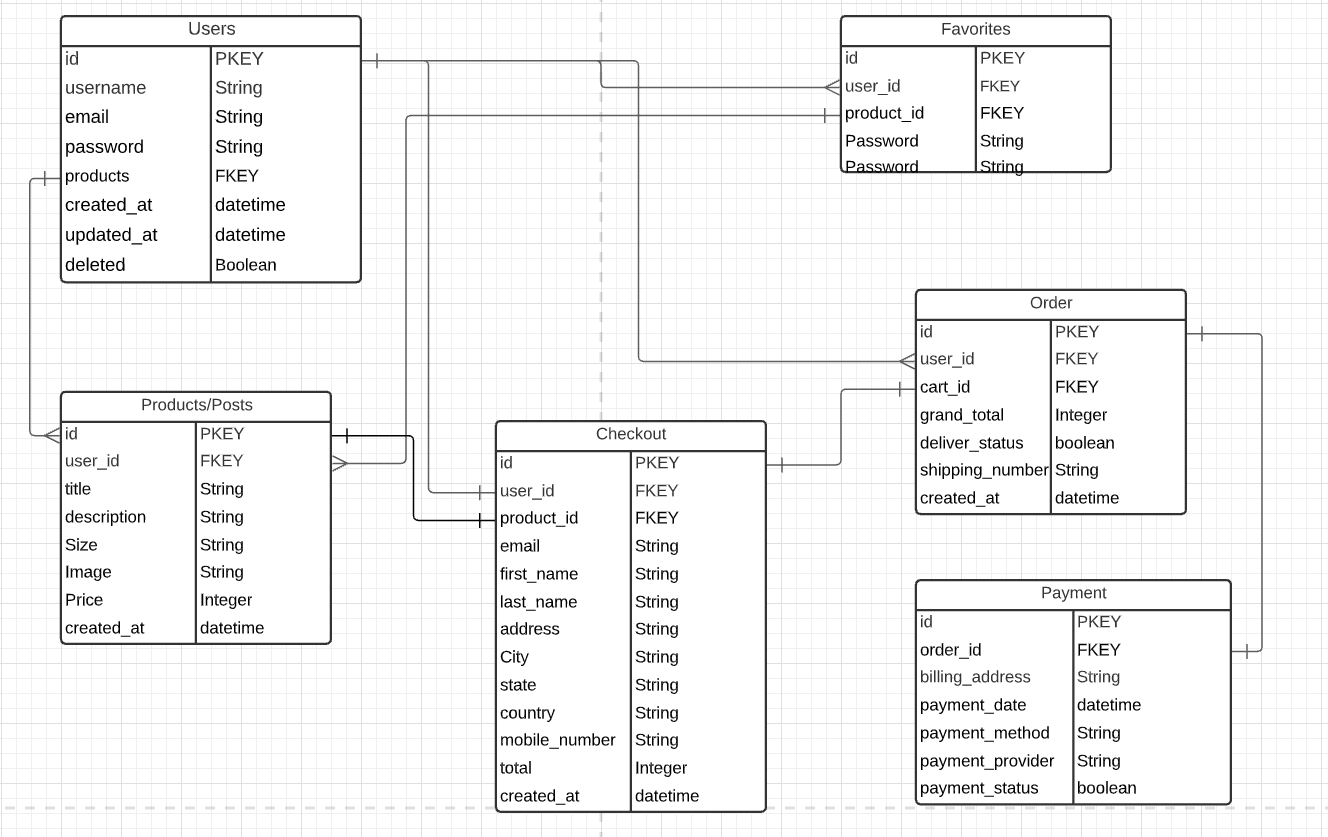 Users
id PKEY
username String
email String
password String
products FKEY
created_at datetime
updated_at datetime
deleted Boolean
Favorites
id PKEY
user_id FKEY
product_id FKEY
Password String
Password String
Products/Posts
id PKEY
user_id FKEY
title String
description String
Size String
Image String
Price Integer
created_at datetime
Checkout
id PKEY
user_id FKEY
product_id FKEY
email String
first_name String
last_name String
address String
City String
state String
country String
mobile_number String
total Integer
created_at datetime
Order
id PKEY
user_id FKEY
cart_id FKEY
grand_total Integer
deliver_status boolean
shipping_number String
created_at datetime
Payment
id PKEY
order_id FKEY
billing_address String
payment_date datetime
payment_method String
payment_provider String
payment_status boolean